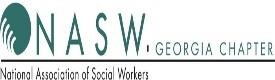 NASW. GEORGIA CHAPTER
National Association of Social Workers